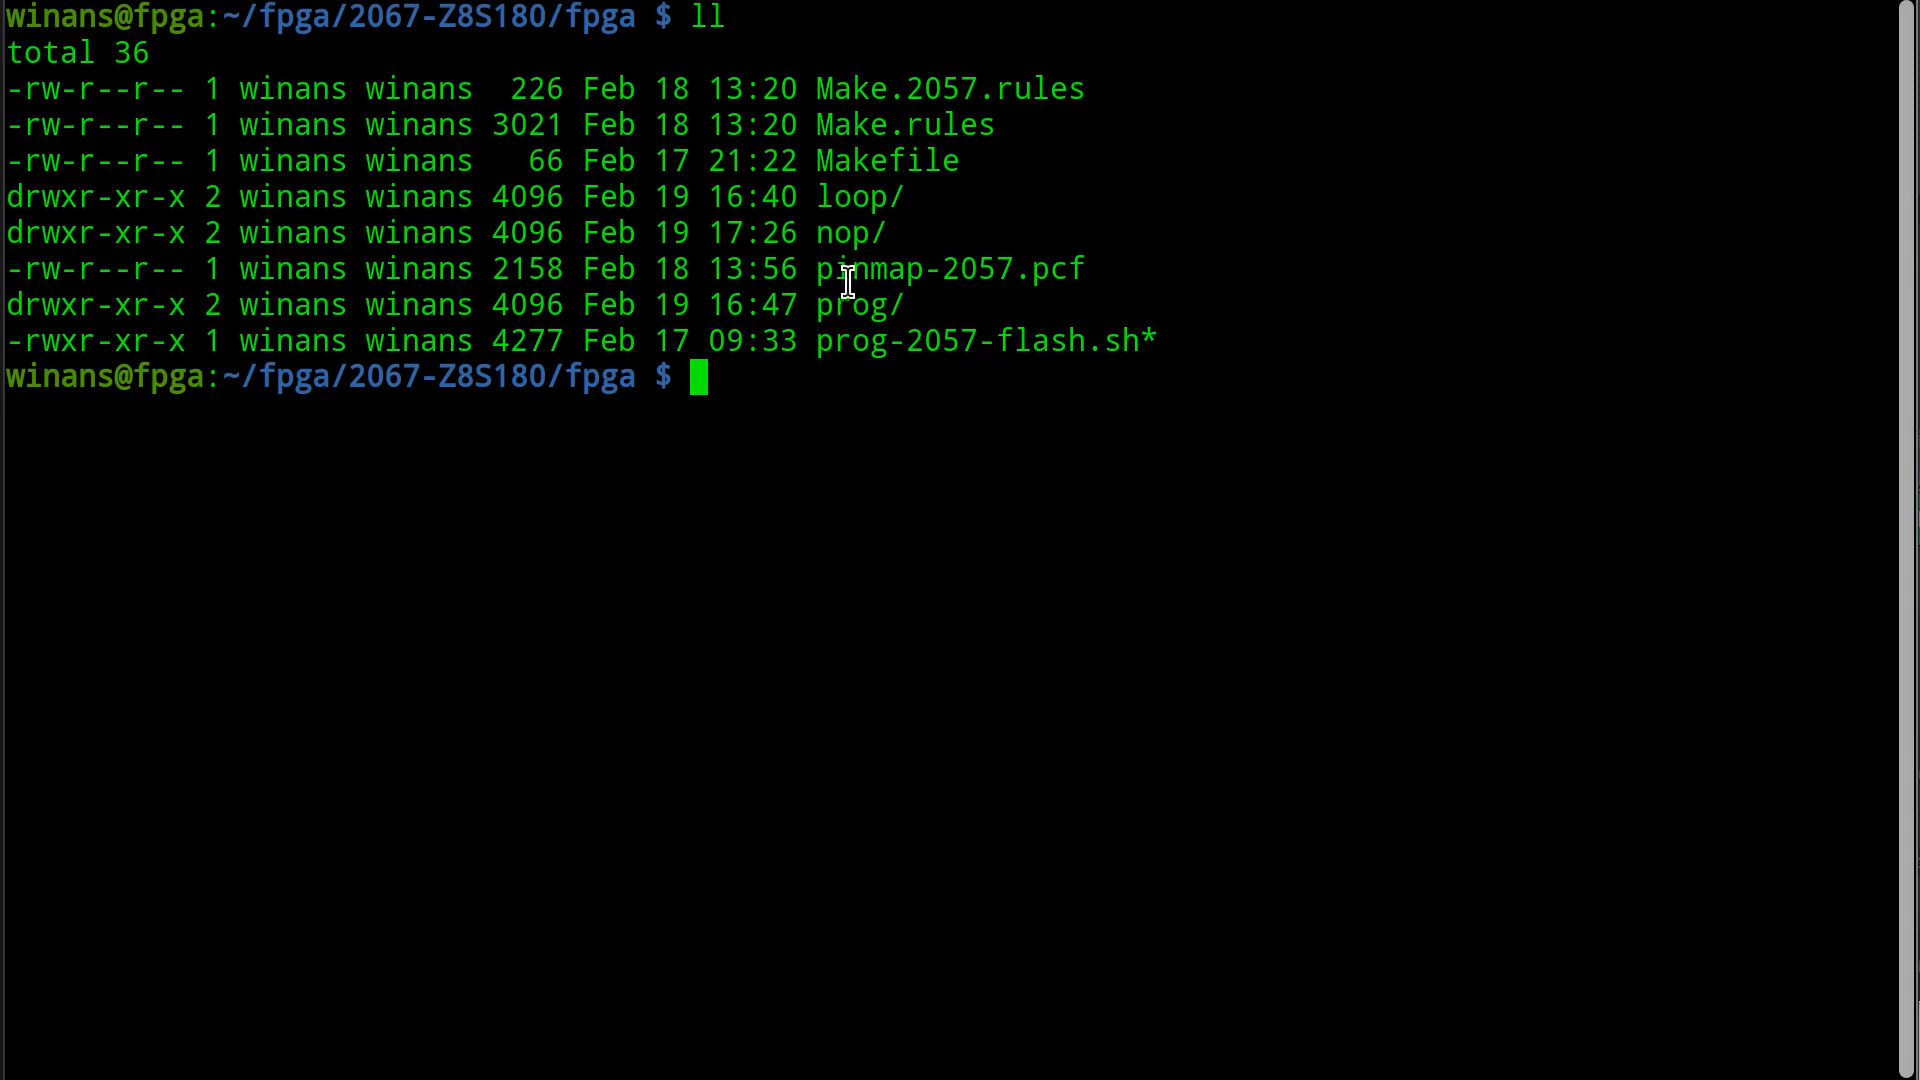 winans@fpga:~/fpga/2067-Z8S180/fpga $ ll
total 36
-rw-r--r-- 1 winans winans  226 Feb 18 13:20 Make.2057.rules
-rw-r--r-- 1 winans winans 3021 Feb 18 13:20 Make.rules
-rw-r--r-- 1 winans winans   66 Feb 17 21:22 Makefile
drwxr-xr-x 2 winans winans 4096 Feb 19 16:40 loop/
drwxr-xr-x 2 winans winans 4096 Feb 19 17:26 nop/
-rw-r--r-- 1 winans winans 2158 Feb 18 13:56 pinmap-2057.pcf
drwxr-xr-x 2 winans winans 4096 Feb 19 16:47 prog/
-rwxr-xr-x 1 winans winans 4277 Feb 17 09:33 prog-2057-flash.sh*
winans@fpga:~/fpga/2067-Z8S180/fpga $